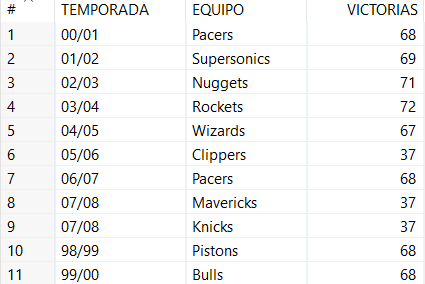 # TEMPORADA EQUIPO VICTORIAS
1 00/01 Pacers 68
2 01/02 Supersonics 69
3 02/03 Nuggets 71
4 03/04 Rockets 72
5 04/05 Wizards 67
6 05/06 Clippers 37
7 06/07 Pacers 68
8 07/08 Mavericks 37
9 07/08 Knicks 37
10 98/99 Pistons 68
11 99/00 Bulls 68